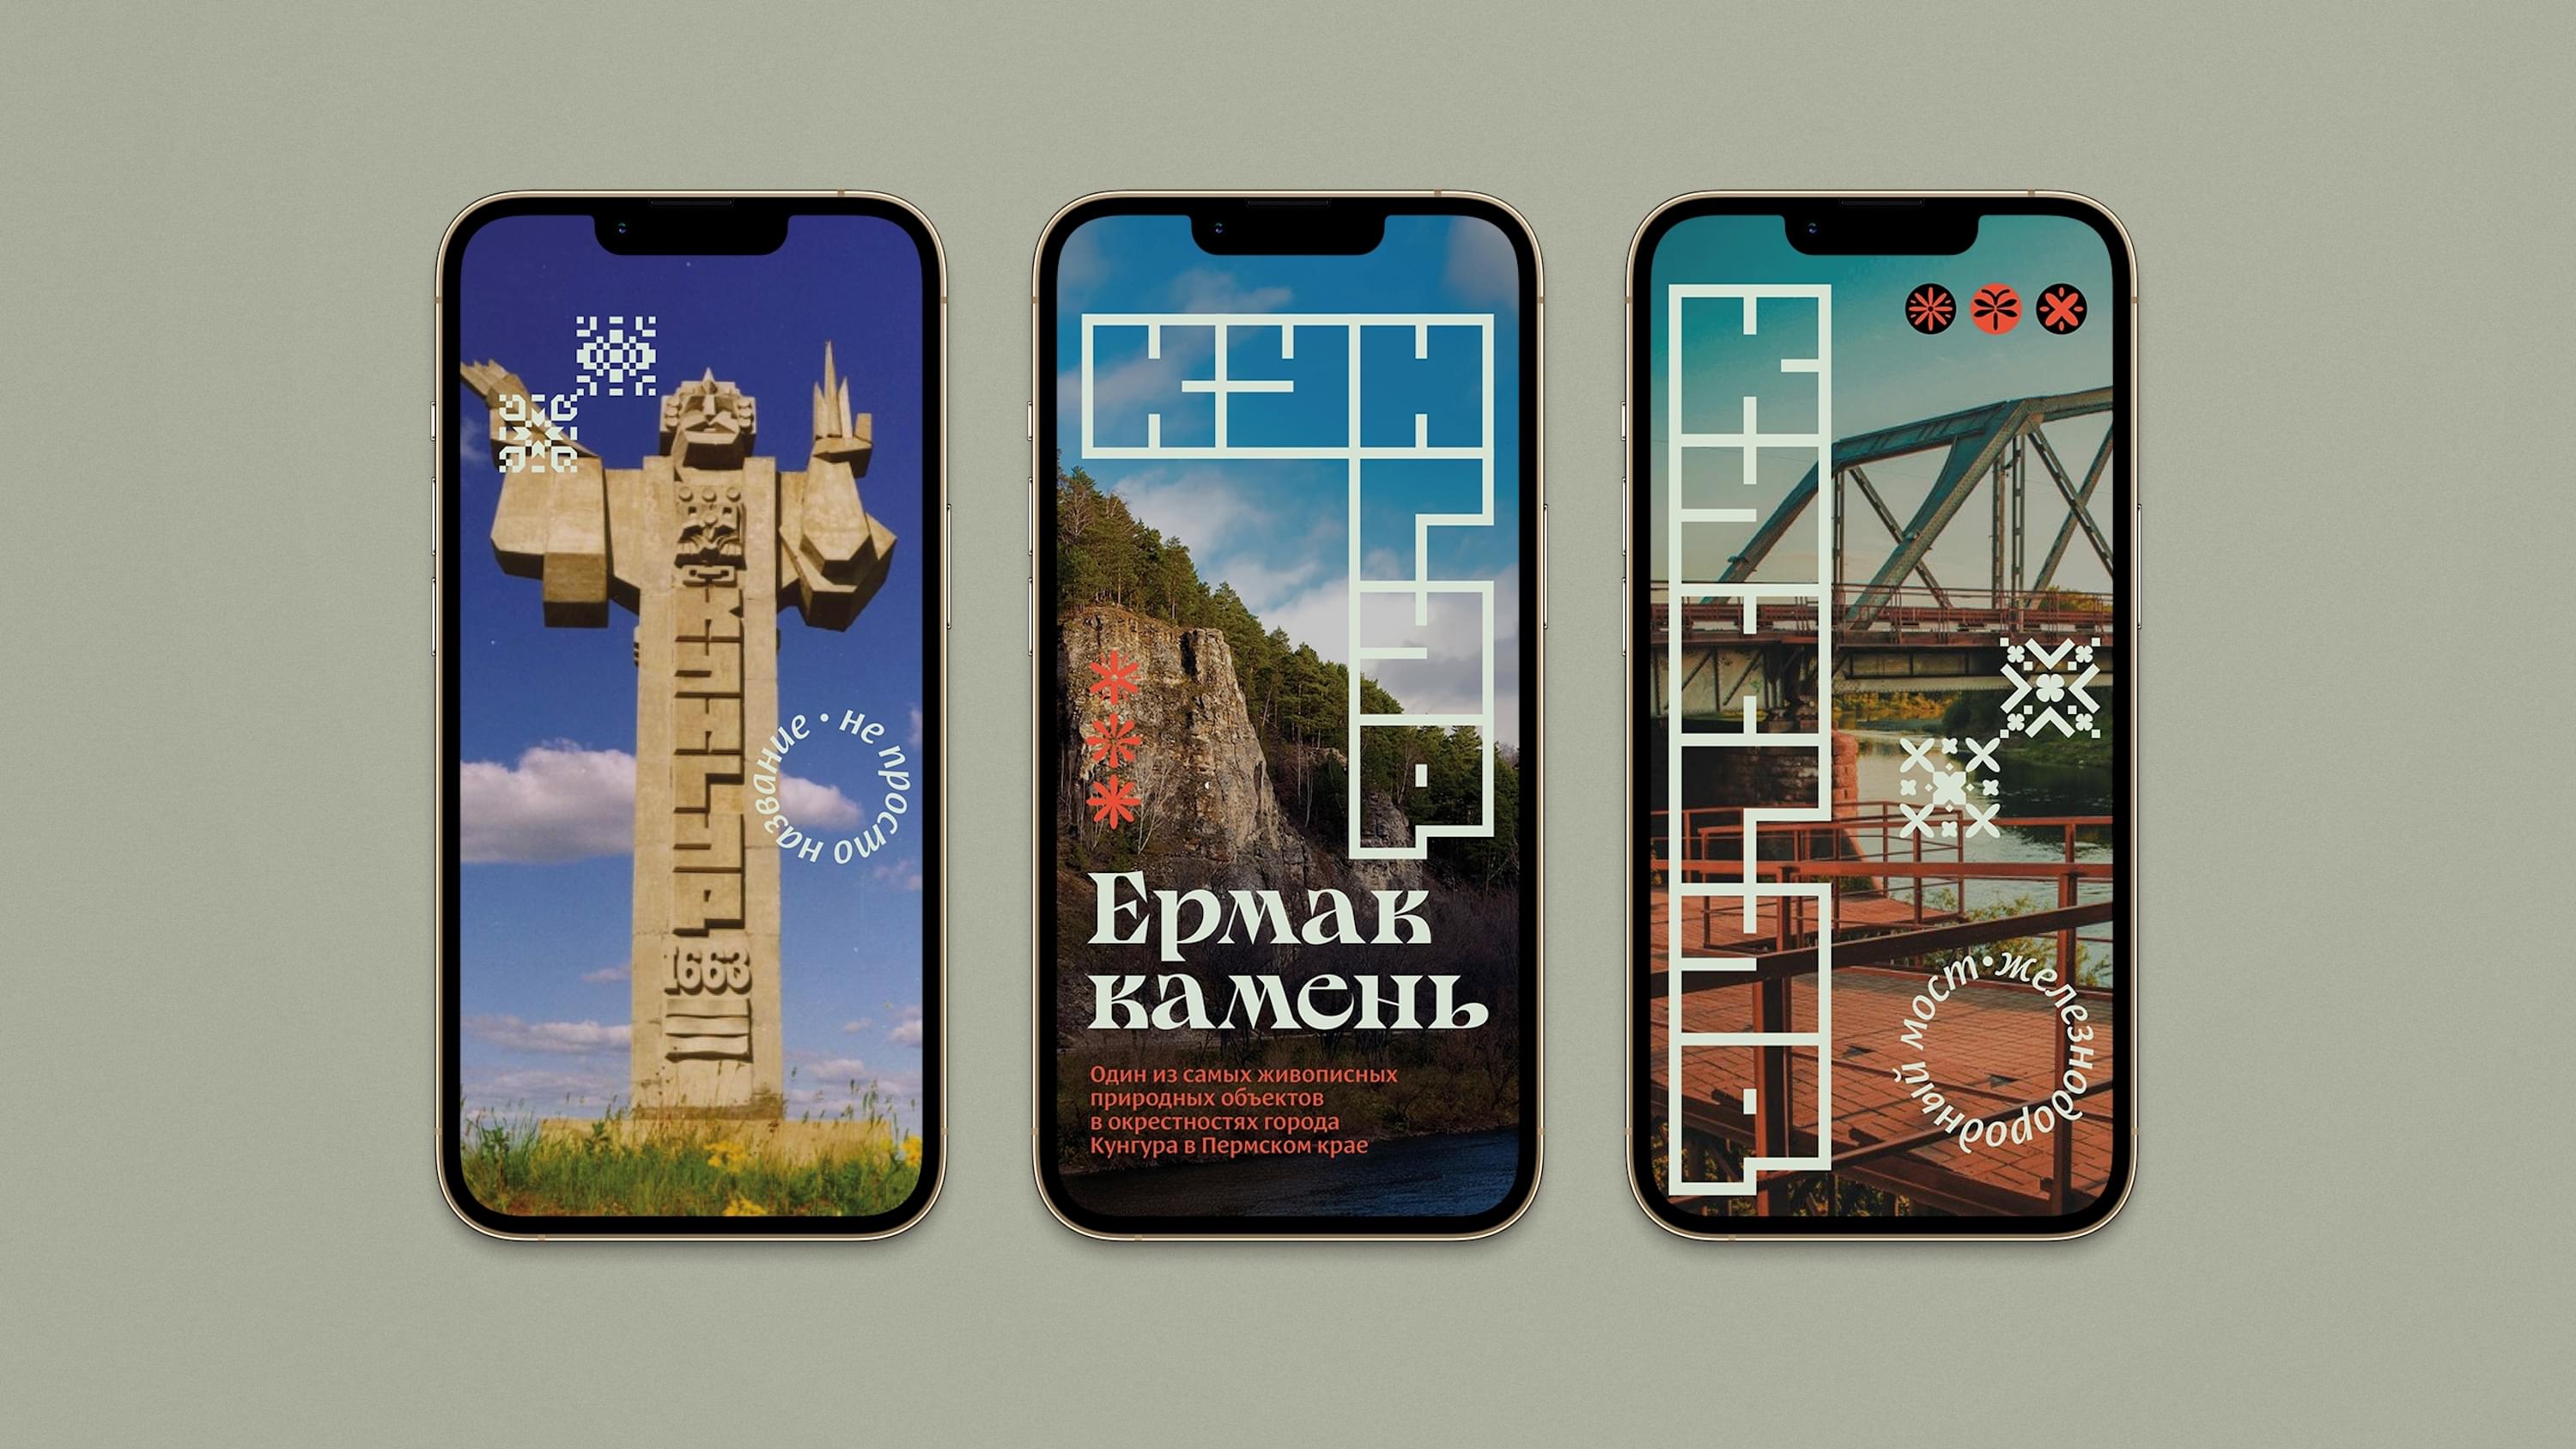 КУНГУР
1663
не просто название •
КУНГУР
Ермак
камень
Один из самых живописных
природных объектов
в окрестностях города
Кунгура в Пермском крае
КУНГУР
железнодорожный мост •